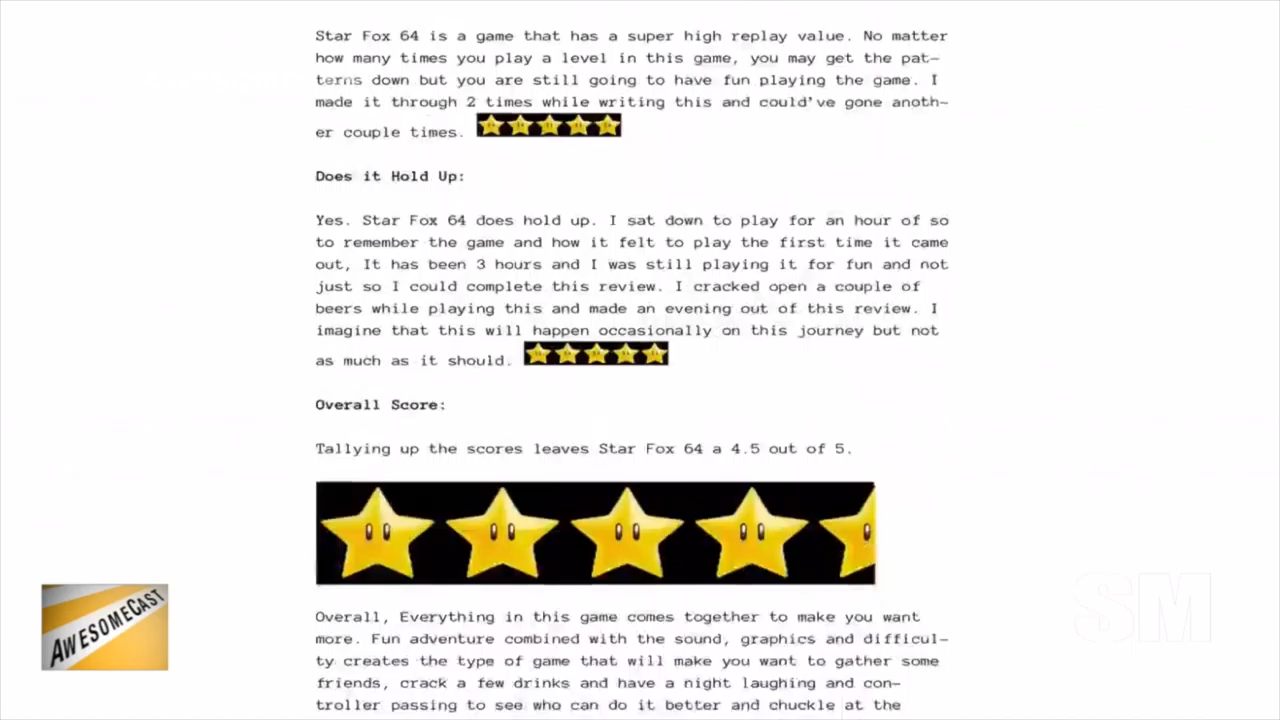 Star Fox 64 is a game that has a super high replay value. No matter
how many times you play a level in this game, you may get the pat-
terns down but you are still going to have fun playing the game. I
made it through 2 times while writing this and could've gone anoth-
er couple times.
Does it Hold Up:
Yes. Star Fox 64 does hold up. I sat down to play for an hour of so
to remember the game and how it felt to play the first time it came
out, It has been 3 hours and I was still playing it for fun and not
just so I could complete this review. I cracked open a couple of
beers while playing this and made an evening out of this review. I
imagine that this will happen occasionally on this journey but not
as much as it should.
Overall Score:
Tallying up the scores leaves Star Fox 64 a 4.5 out of 5.
Overall, Everything in this game comes together to make you want
more. Fun adventure combined with the sound, graphics and difficul-
ty creates the type of game that will make you want to gather some
friends, crack a few drinks and have a night laughing and con-
troller passing to see who can do it better and chuckle at the
AWESOMECAST
SM